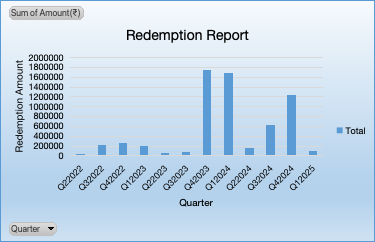 Sum of Amount(₹)
Redemption Report
Redemption Amount
2000000
1800000
1600000
1400000
1200000
1000000
800000
600000
400000
200000
0
Q22022
Q32022
Q42022
Q12023
Q22023
Q32023
Q42023
Q12024
Q22024
Q32024
Q42024
Q12025
Total
Quarter
Quarter